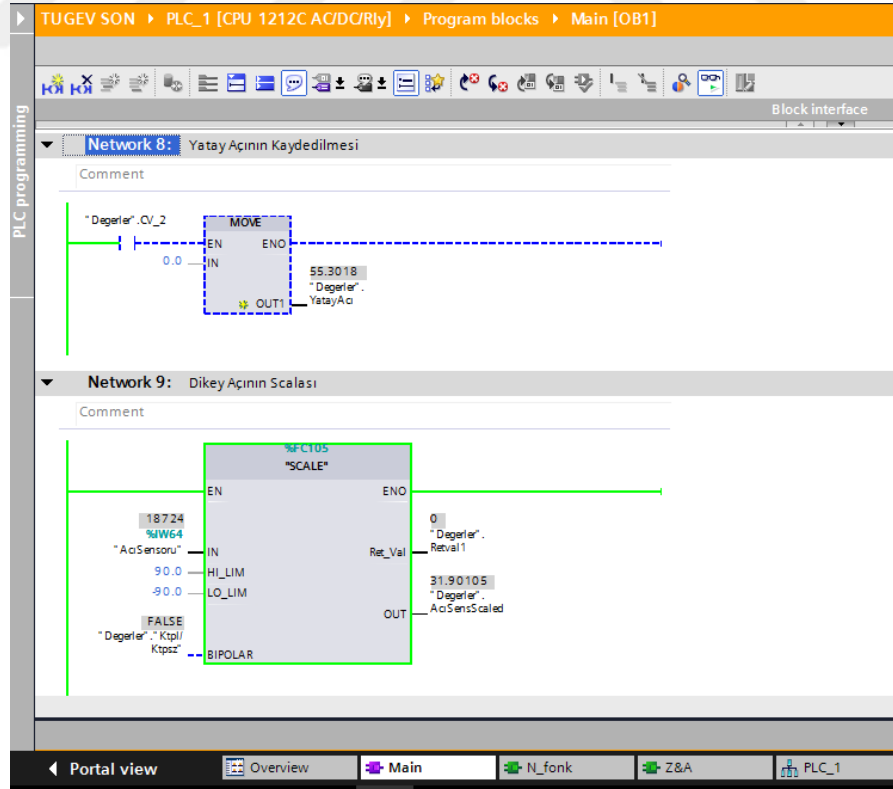 TUGEV SON ▸ PLC_1 [CPU 1212C AC/DC/Rly] ▸ Program blocks ▸ Main [OB1]
Block interface
PLC programming
Network 8: Yatay Açının Kaydedilmesi
Comment
"Degerler".CV_2
MOVE
EN ENO
0.0 IN
55.3018
"Degerler".
OUT1 YatayAcı
Network 9: Dikey Açının Scalası
Comment
%FC105
"SCALE"
EN ENO
18724
%IW64
"AcıSensoru" IN
90.0 HI_LIM
-90.0 LO_LIM
FALSE
"Degerler"."Ktpl/
Ktpsz" BIPOLAR
0
"Degerler".
Ret_Val Retval1
31.90105
"Degerler".
OUT AcıSensScaled
Portal view Overview Main N_fonk Z&A PLC_1